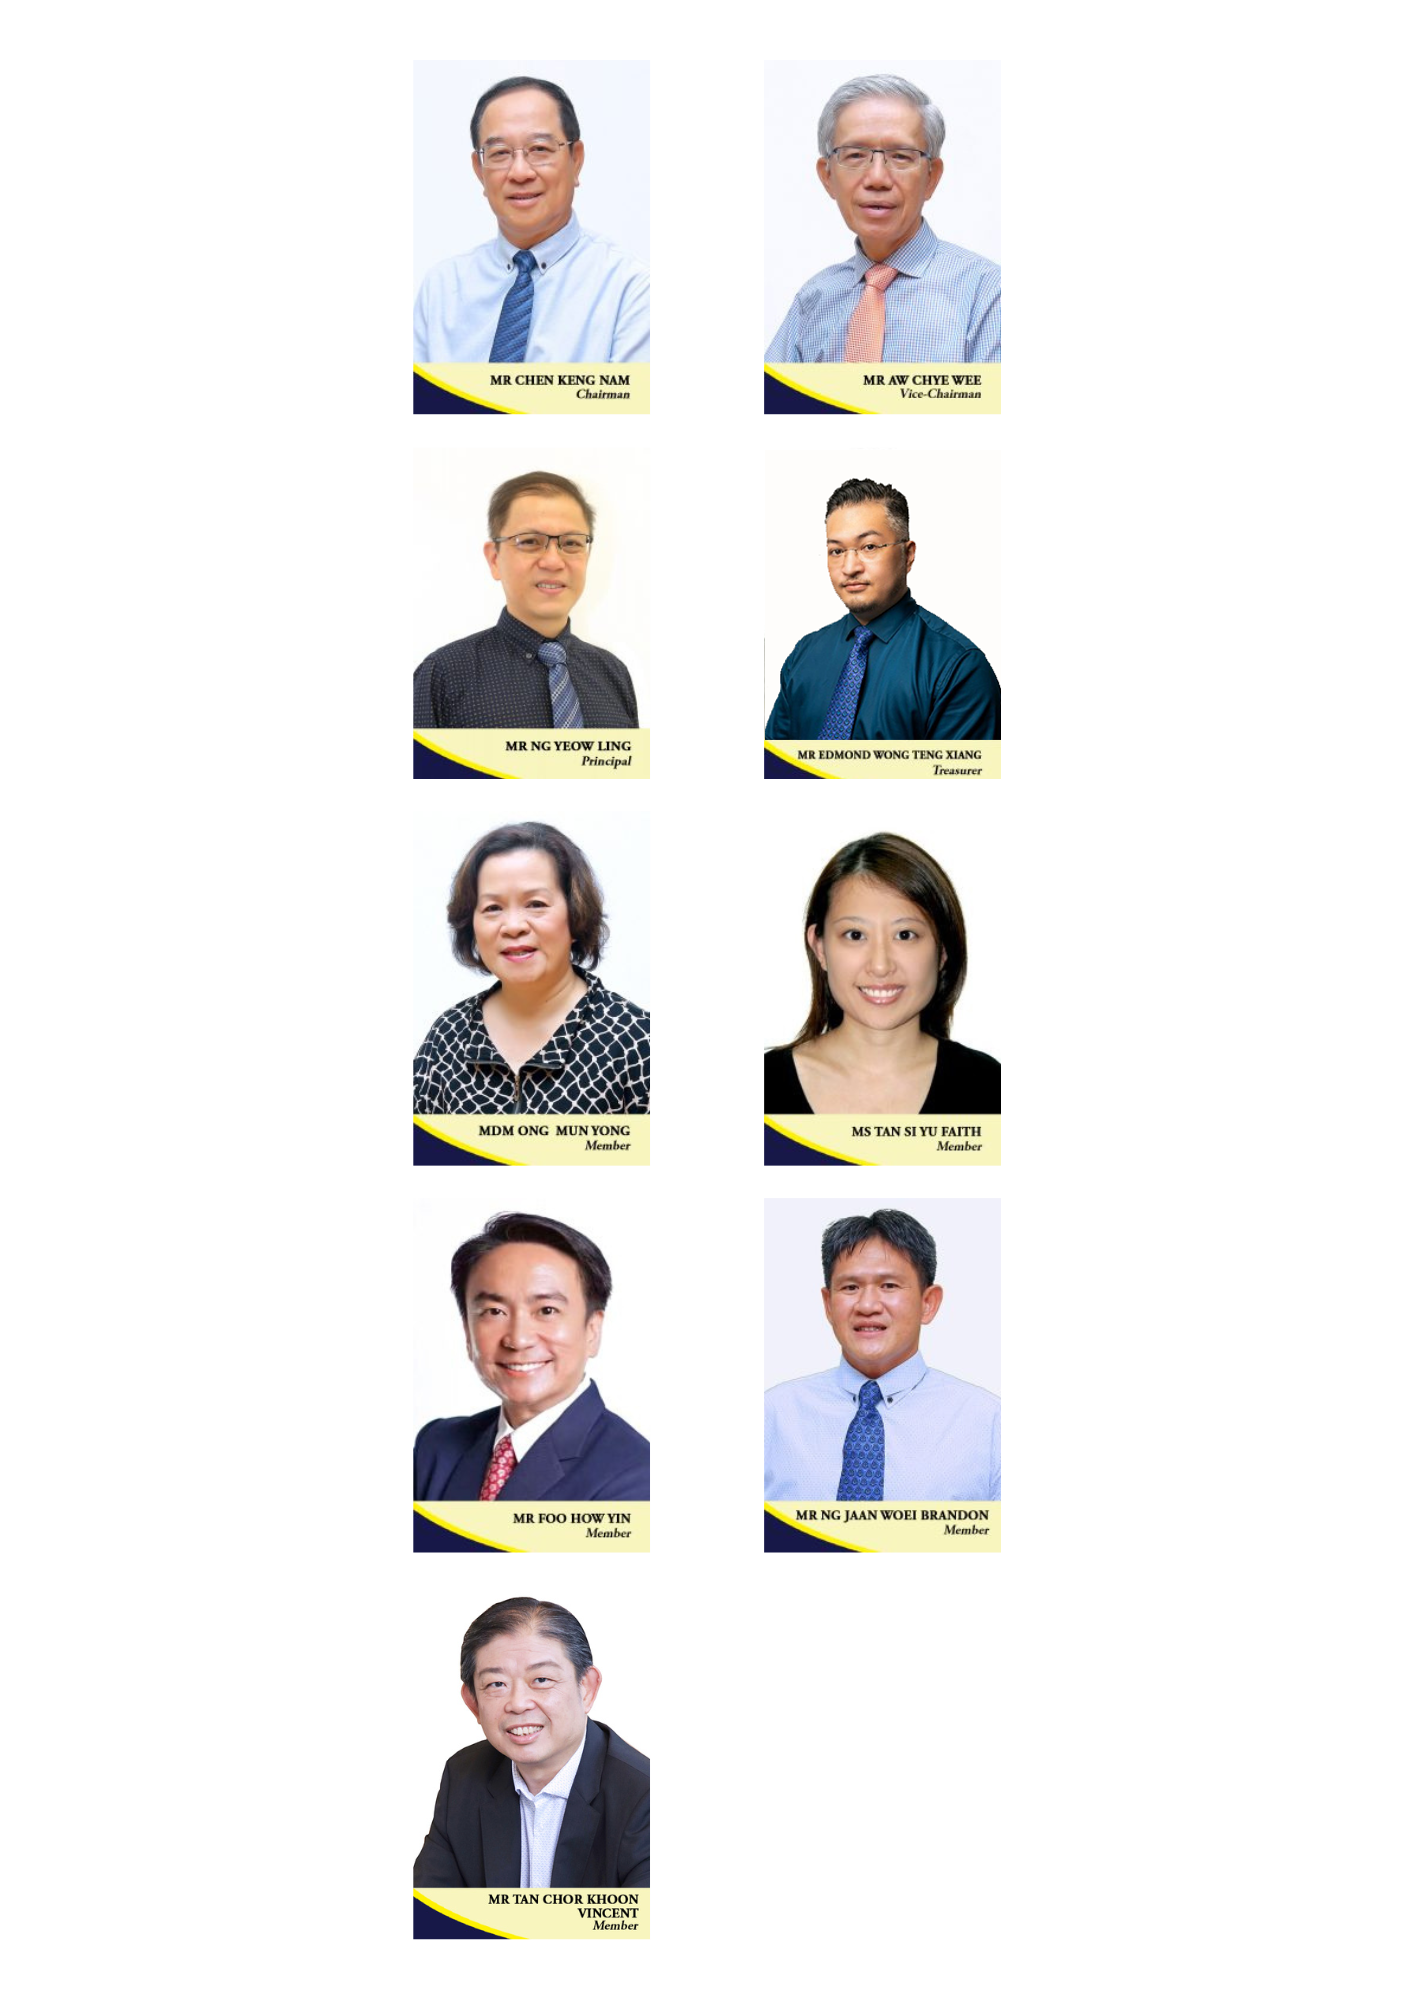 MR CHEN KENG NAM
Chairman
MR AW CHYE WEE
Vice-Chairman
MR NG YEOW LING
Principal
MR EDMOND WONG TENG XIANG
Treasurer
MDM ONG MUN YONG
Member
MS TAN SI YU FAITH
Member
MR FOO HOW YIN
Member
MR NG JAAN WOEI BRANDON
Member
MR TAN CHOR KHOON
VINCENT
Member